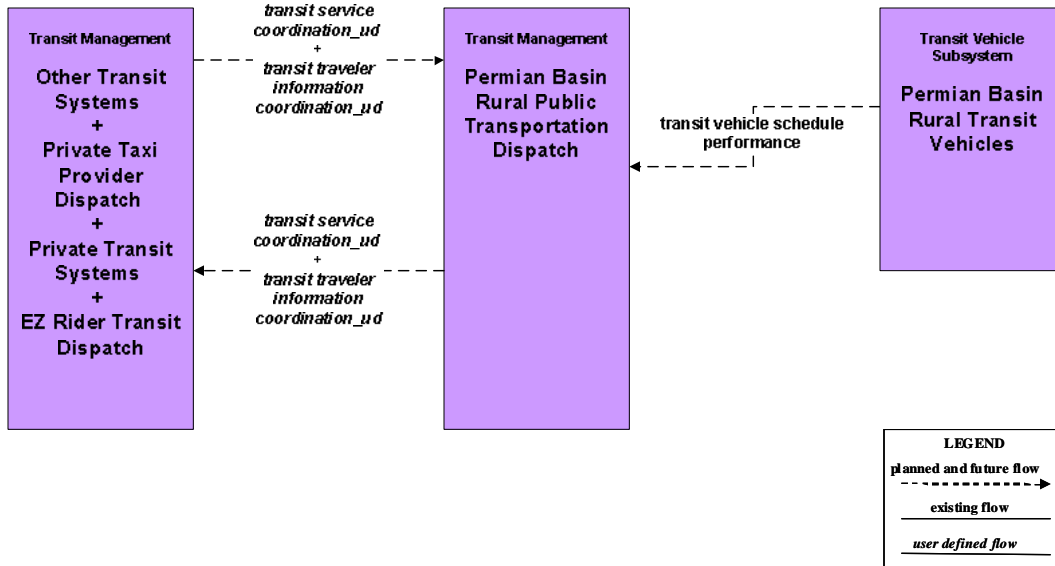 Transit Management
Other Transit
Systems
+
Private Taxi
Provider
Dispatch
+
Private Transit
Systems
+
EZ Rider Transit
Dispatch
transit service
coordination_ud
+
transit traveler
information
coordination_ud
transit service
coordination_ud
+
transit traveler
information
coordination_ud
Transit Management
Permian Basin
Rural Public
Transportation
Dispatch
transit vehicle schedule
performance
Transit Vehicle
Subsystem
Permian Basin
Rural Transit
Vehicles
LEGEND
planned and future flow
existing flow
user defined flow